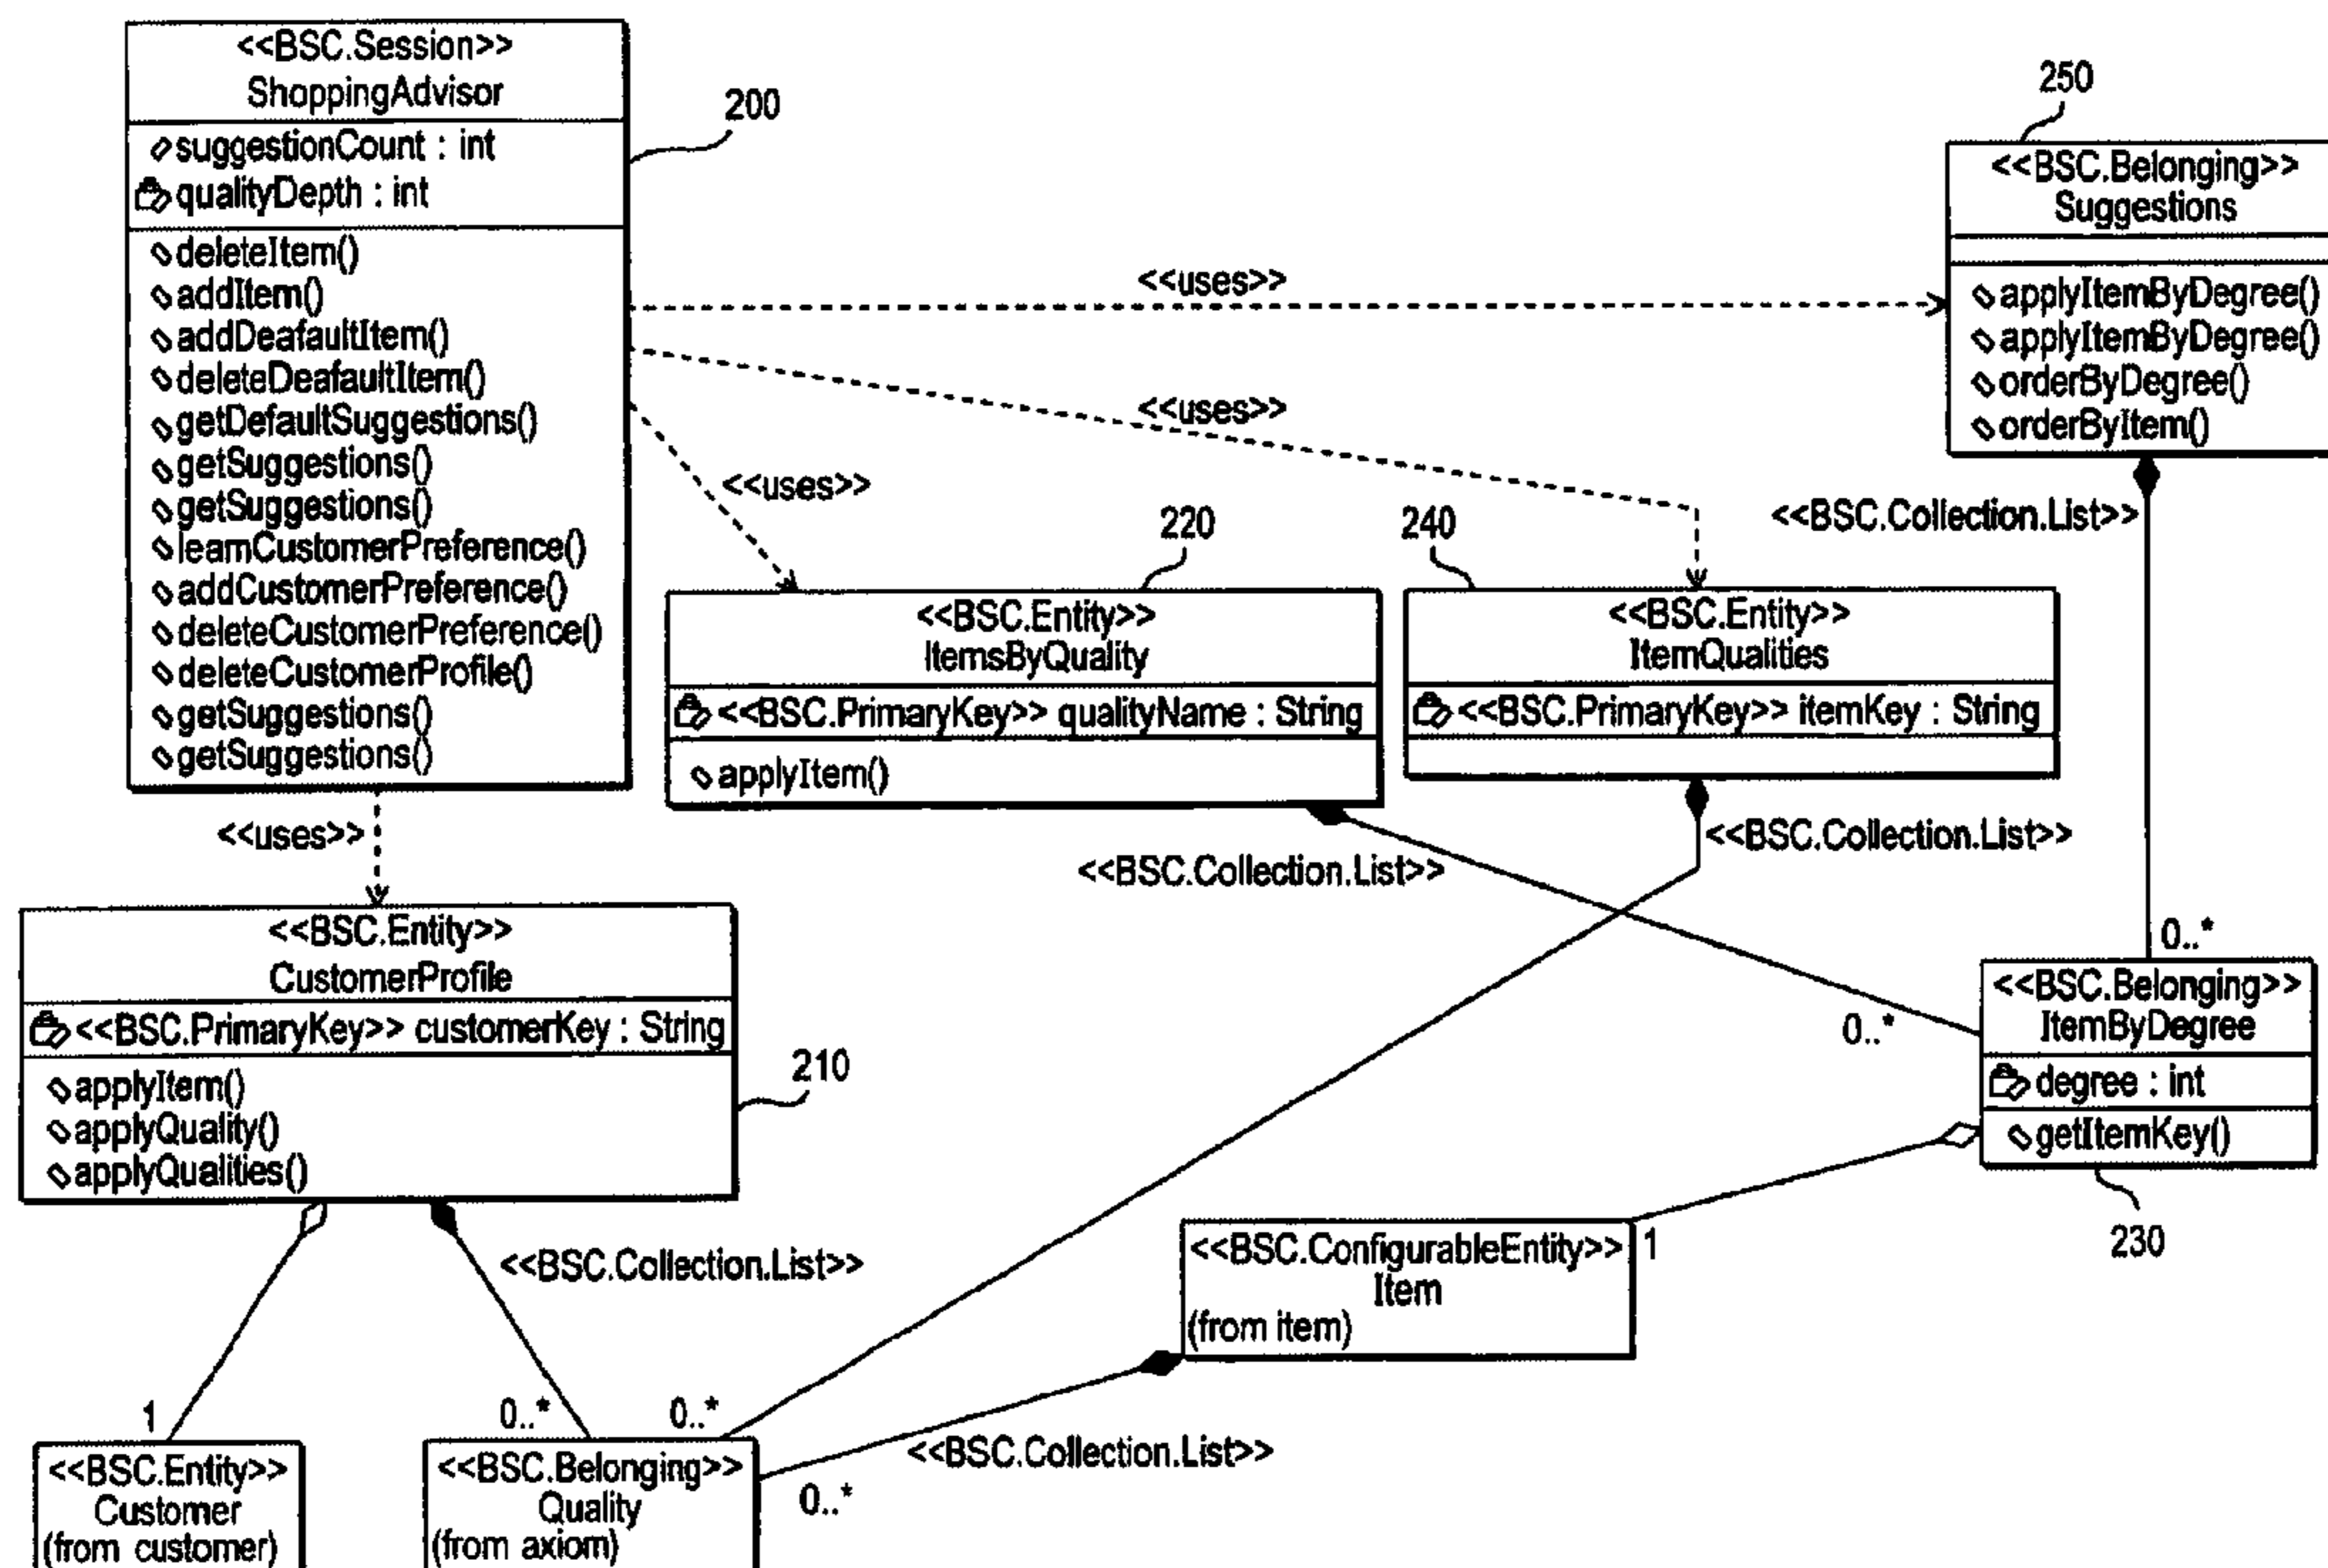 <<BSC.Session>>
ShoppingAdvisor
suggestionCount : int
qualityDepth : int
deleteItem()
addItem()
addDeafaultItem()
deleteDeafaultItem()
getDefaultSuggestions()
getSuggestions()
getSuggestions()
learnCustomerPreference()
addCustomerPreference()
deleteCustomerPreference()
deleteCustomerProfile()
getSuggestions()
getSuggestions()
200
<<uses>>
<<uses>>
<<uses>>
<<uses>>
250
<<BSC.Belonging>>
Suggestions
applyItemByDegree()
applyItemByDegree()
orderByDegree()
orderByItem()
<<BSC.Collection.List>>
0..*
220
<<BSC.Entity>>
ItemsByQuality
<<BSC.PrimaryKey>> qualityName : String
applyItem()
<<BSC.Collection.List>>
0..*
240
<<BSC.Entity>>
ItemQualities
<<BSC.PrimaryKey>> itemKey : String
<<BSC.Collection.List>>
0..*
<<BSC.Entity>>
CustomerProfile
<<BSC.PrimaryKey>> customerKey : String
applyItem()
applyQuality()
applyQualities()
210
<<BSC.Collection.List>>
1
0..*
<<BSC.Belonging>>
ItemByDegree
degree : int
getItemKey()
230
<<BSC.ConfigurableEntity>>
Item
(from item)
1
<<BSC.Collection.List>>
0..*
<<BSC.Entity>>
Customer
(from customer)
<<BSC.Belonging>>
Quality
(from axiom)